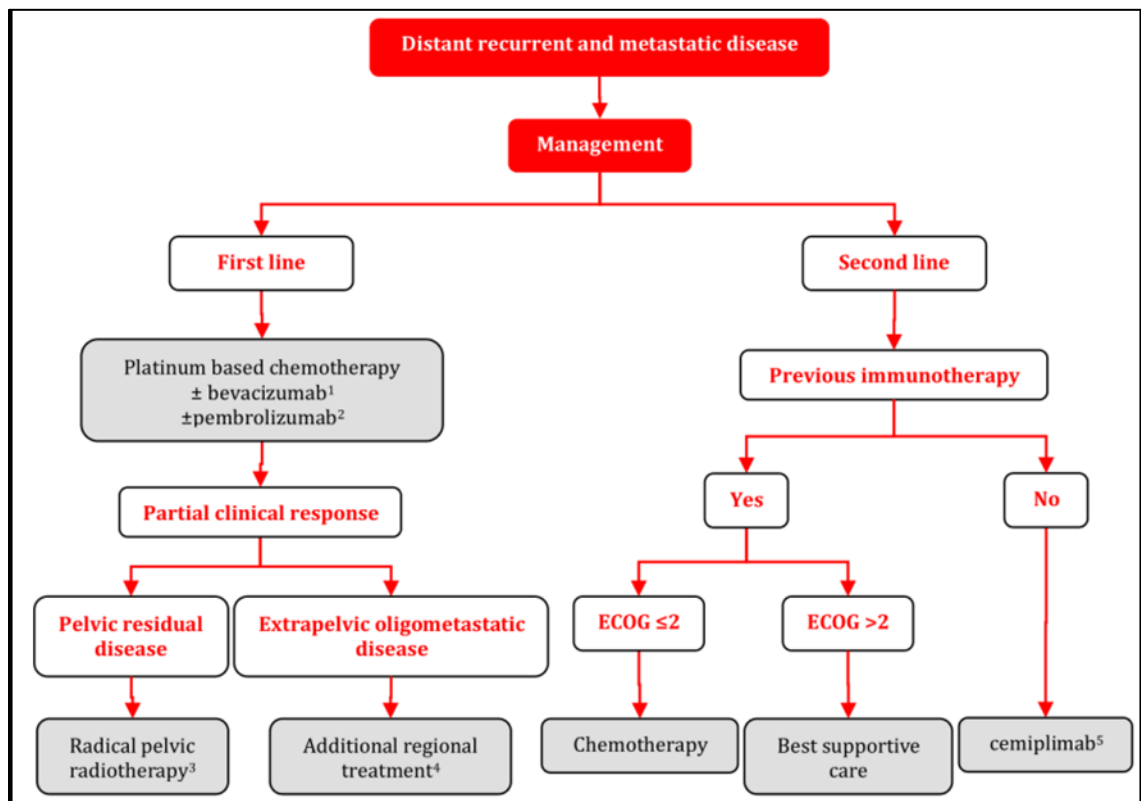 Distant recurrent and metastatic disease
Management
First line
Second line
Platinum based chemotherapy
± bevacizumab¹
±pembrolizumab²
Previous immunotherapy
Partial clinical response
Yes
No
Pelvic residual
disease
Extrapelvic oligometastatic
disease
ECOG ≤2
ECOG >2
Radical pelvic
radiotherapy³
Additional regional
treatment⁴
Chemotherapy
Best supportive
care
cemiplimab⁵